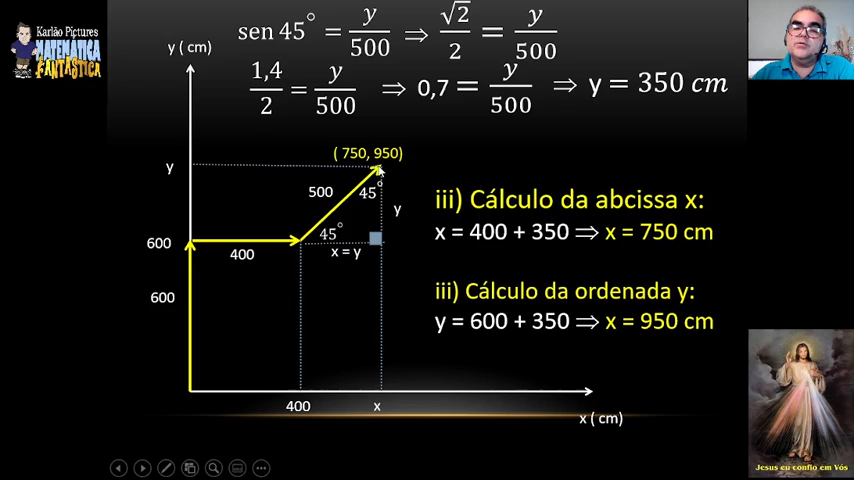 Karlão Pictures
MATEMÁTICA
FANTÁSTICA
y ( cm)
sen 45° = y/500 ⇒ √2/2 = y/500
1,4/2 = y/500 ⇒ 0,7 = y/500 ⇒ y = 350 cm
( 750, 950)
y
500
45°
y
600
45°
400
x = y
600
400
x
x ( cm)
iii) Cálculo da abcissa x:
x = 400 + 350 ⇒ x = 750 cm
iii) Cálculo da ordenada y:
y = 600 + 350 ⇒ x = 950 cm
Jesus eu confio em Vós